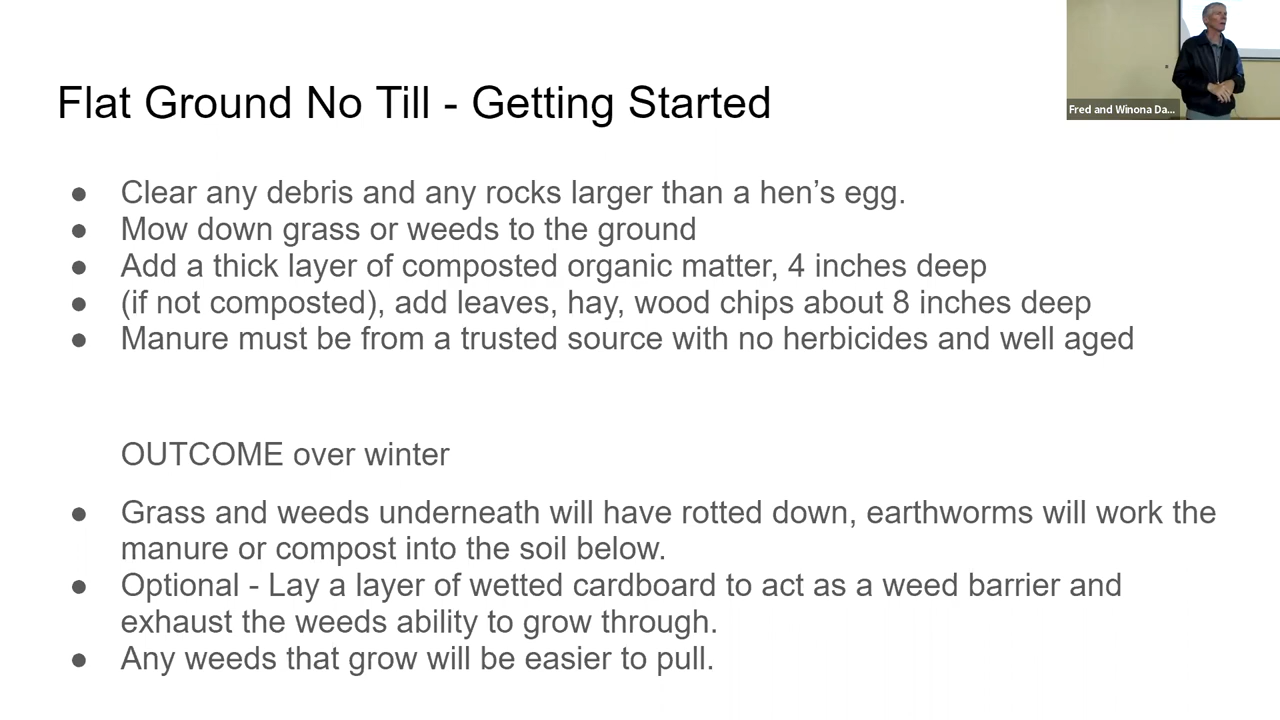 Flat Ground No Till - Getting Started
Fred and Winona Da...
● Clear any debris and any rocks larger than a hen’s egg.
● Mow down grass or weeds to the ground
● Add a thick layer of composted organic matter, 4 inches deep
● (if not composted), add leaves, hay, wood chips about 8 inches deep
● Manure must be from a trusted source with no herbicides and well aged
OUTCOME over winter
● Grass and weeds underneath will have rotted down, earthworms will work the
manure or compost into the soil below.
● Optional - Lay a layer of wetted cardboard to act as a weed barrier and
exhaust the weeds ability to grow through.
● Any weeds that grow will be easier to pull.